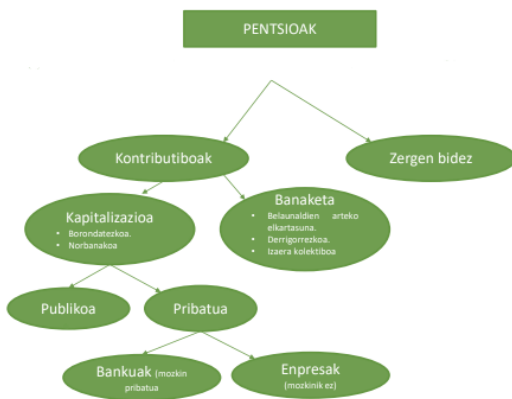 PENTSIOAK
Kontributiboak
Zergen bidez
Kapitalizazioa
• Borondatezkoa.
• Norbanakoa
Banaketa
• Belaunaldien arteko
elkartasuna.
• Derrigorrezkoa.
• Izaera kolektiboa
Publikoa
Pribatua
Bankuak (mozkin
pribatua
Enpresak
(mozkinik ez)